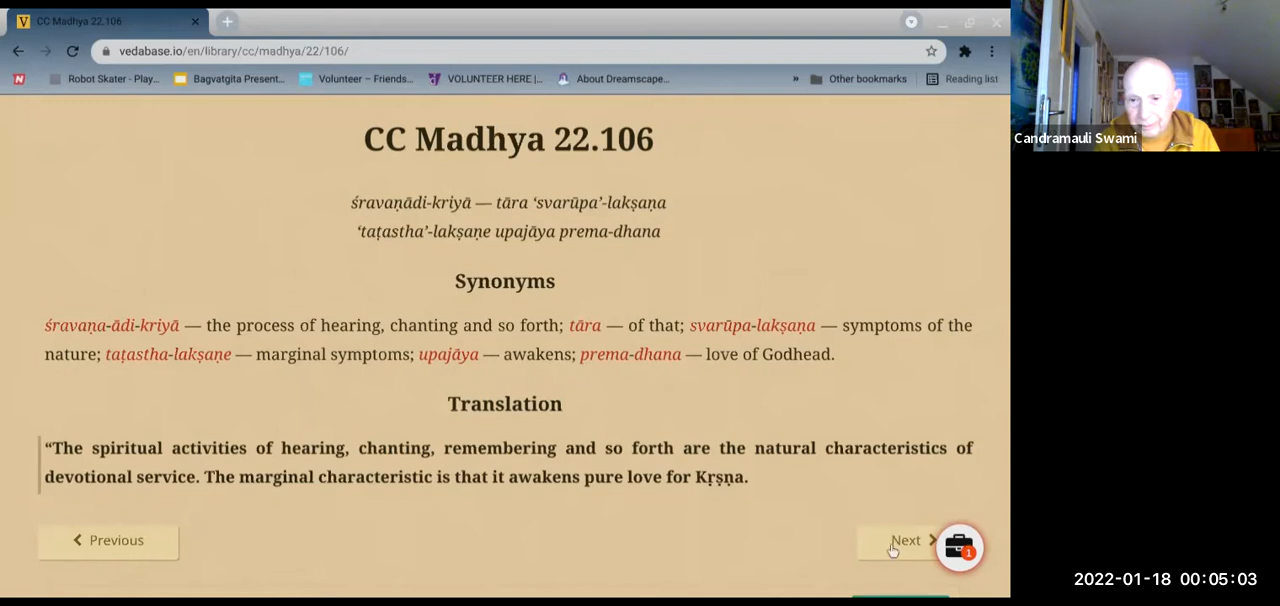 CC Madhya 22.106
vedabase.io/en/library/cc/madhya/22/106/
Robot Skater - Play... Bagvatgita Present... Volunteer – Friends... VOLUNTEER HERE |... About Dreamscape... » Other bookmarks Reading list
Candramauli Swami
CC Madhya 22.106
śravaṇādi-kriyā — tāra ‘svarūpa’-lakṣaṇa
‘taṭastha’-lakṣaṇe upajāya prema-dhana
Synonyms
śravaṇa-ādi-kriyā — the process of hearing, chanting and so forth; tāra — of that; svarūpa-lakṣaṇa — symptoms of the
nature; taṭastha-lakṣaṇe — marginal symptoms; upajāya — awakens; prema-dhana — love of Godhead.
Translation
“The spiritual activities of hearing, chanting, remembering and so forth are the natural characteristics of
devotional service. The marginal characteristic is that it awakens pure love for Kṛṣṇa.
Previous
Next
1
2022-01-18 00:05:03